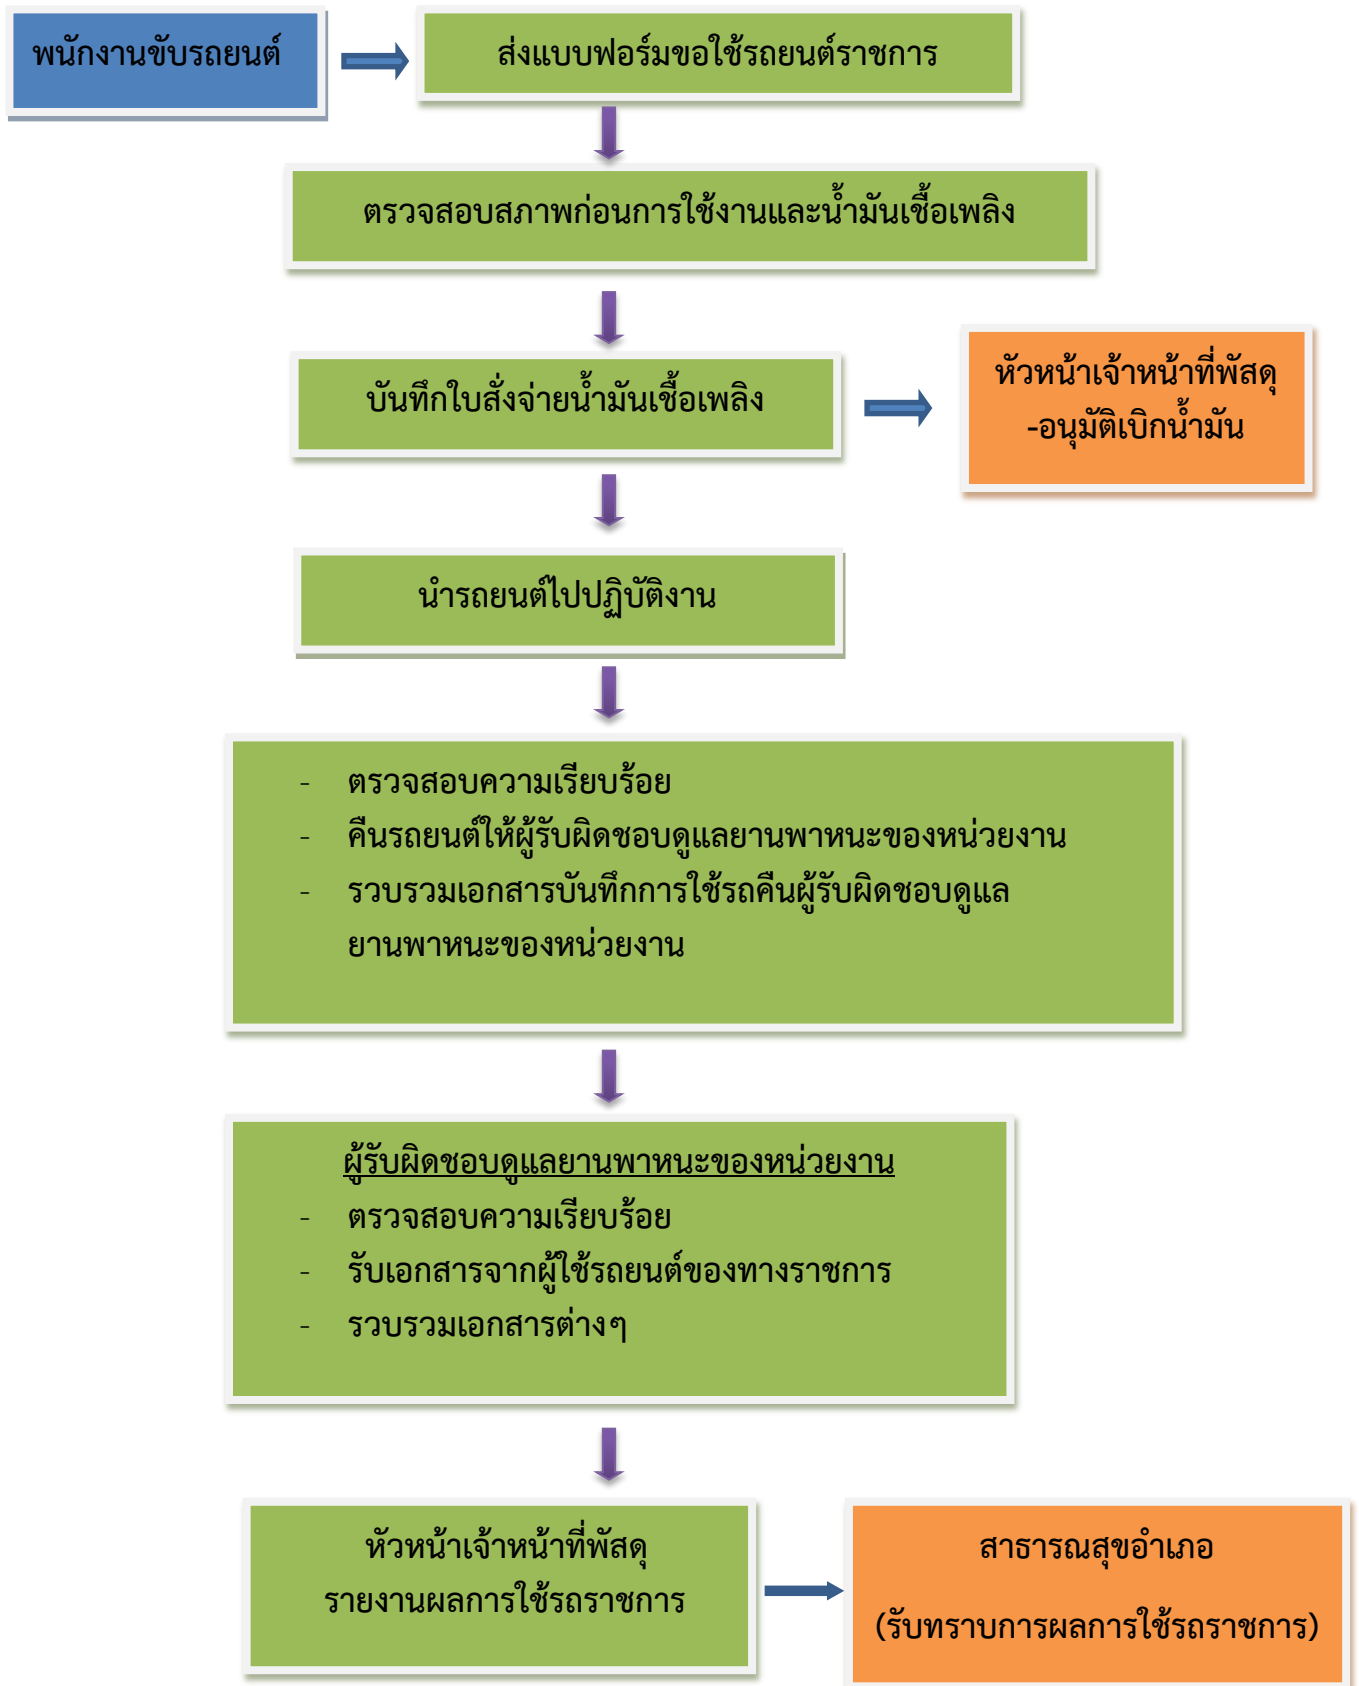 พนักงานขับรถยนต์
ส่งแบบฟอร์มขอใช้รถยนต์ราชการ
ตรวจสอบสภาพก่อนการใช้งานและน้ำมันเชื้อเพลิง
บันทึกใบสั่งจ่ายน้ำมันเชื้อเพลิง
หัวหน้าเจ้าหน้าที่พัสดุ
-อนุมัติเบิกน้ำมัน
นำรถยนต์ไปปฏิบัติงาน
- ตรวจสอบความเรียบร้อย
- คืนรถยนต์ให้ผู้รับผิดชอบดูแลยานพาหนะของหน่วยงาน
- รวบรวมเอกสารบันทึกการใช้รถคืนผู้รับผิดชอบดูแล
ยานพาหนะของหน่วยงาน
ผู้รับผิดชอบดูแลยานพาหนะของหน่วยงาน
- ตรวจสอบความเรียบร้อย
- รับเอกสารจากผู้ใช้รถยนต์ของทางราชการ
- รวบรวมเอกสารต่างๆ
หัวหน้าเจ้าหน้าที่พัสดุ
รายงานผลการใช้รถราชการ
สาธารณสุขอำเภอ
(รับทราบการผลการใช้รถราชการ)